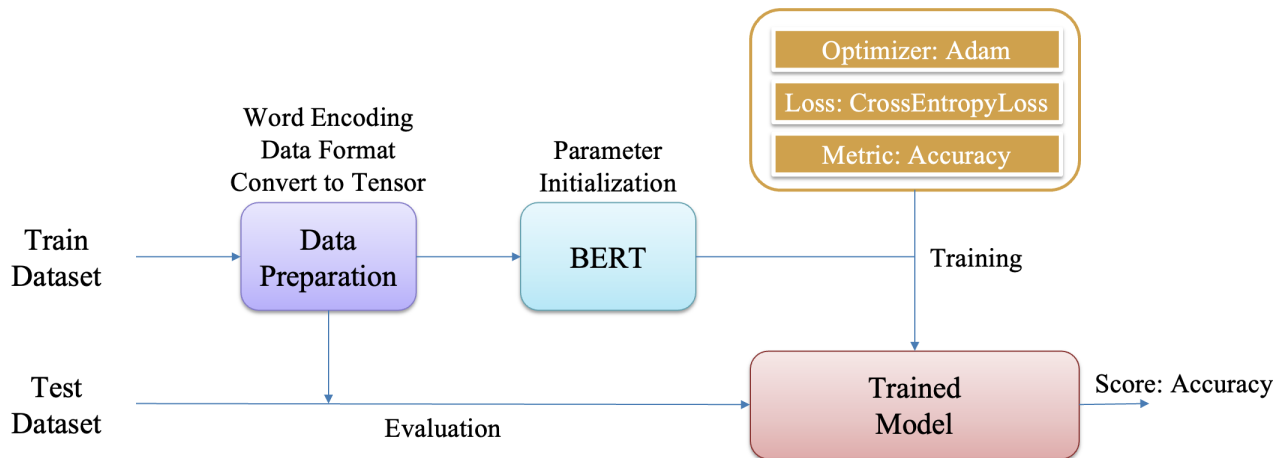 Optimizer: Adam
Loss: CrossEntropyLoss
Metric: Accuracy
Word Encoding
Data Format
Convert to Tensor
Parameter
Initialization
Train
Dataset
Data
Preparation
BERT
Training
Test
Dataset
Evaluation
Trained
Model
Score: Accuracy